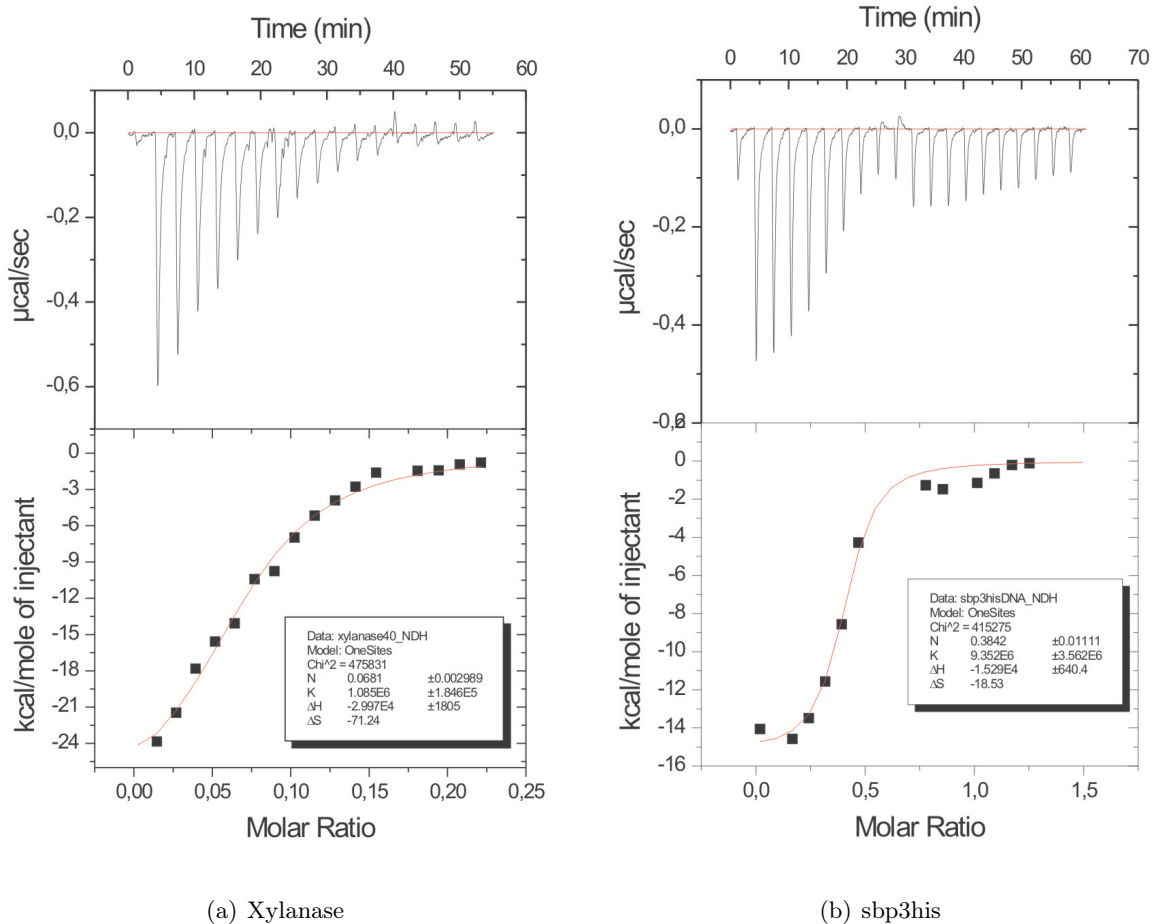 Time (min)
0 10 20 30 40 50 60
0,0
-0,2
-0,4
-0,6
µcal/sec
0
-3
-6
-9
-12
-15
-18
-21
-24
kcal/mole of injectant
Data: xylanase40_NDH
Model: OneSites
Chi^2 = 475831
N 0.0681 ±0.002989
K 1.085E6 ±1.846E5
ΔH -2.997E4 ±1805
ΔS -71.24
0,00 0,05 0,10 0,15 0,20 0,25
Molar Ratio
(a) Xylanase
Time (min)
0 10 20 30 40 50 60 70
0,0
-0,2
-0,4
-0,6
µcal/sec
2
0
-2
-4
-6
-8
-10
-12
-14
-16
kcal/mole of injectant
Data: sbp3hisDNA_NDH
Model: OneSites
Chi^2 = 415275
N 0.3842 ±0.01111
K 9.352E6 ±3.562E6
ΔH -1.529E4 ±640.4
ΔS -18.53
0,0 0,5 1,0 1,5
Molar Ratio
(b) sbp3his